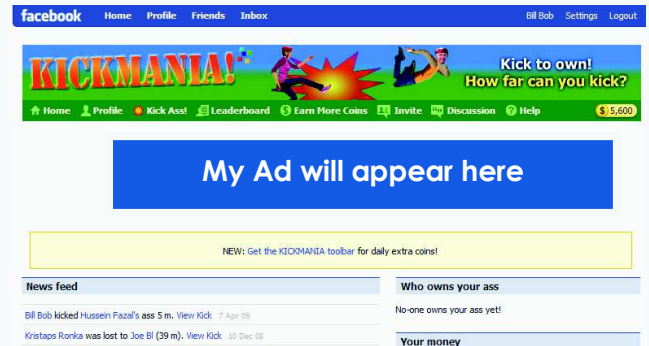 facebook Home Profile Friends Inbox Bill Bob Settings Logout
KICKMANIA! Kick to own!
How far can you kick?
Home Profile Kick Ass! Leaderboard Earn More Coins Invite Discussion Help $ 5,600
My Ad will appear here
NEW: Get the KICKMANIA toolbar for daily extra coins!
News feed
Bill Bob kicked Hussein Fazal's ass 5 m. View Kick 7 Apr 09
Kristaps Ronka was lost to Joe Bl (39 m). View Kick 10 Dec 08
Who owns your ass
No-one owns your ass yet!
Your money